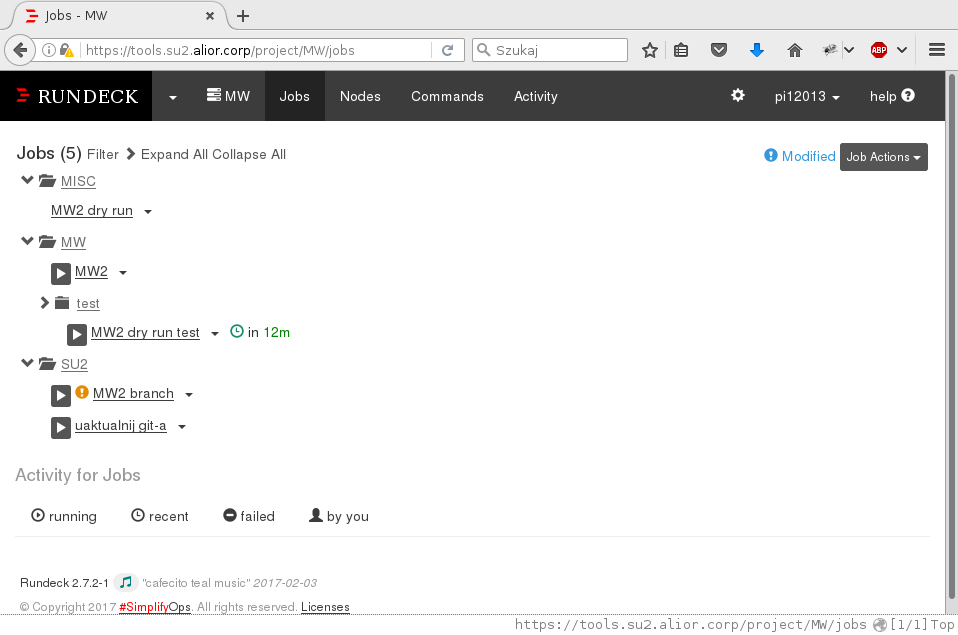 Jobs - MW
https://tools.su2.alior.corp/project/MW/jobs
Szukaj
ABP
RUNDECK MW Jobs Nodes Commands Activity pi12013 help
Jobs (5) Filter Expand All Collapse All
Modified Job Actions
MISC
MW2 dry run
MW
MW2
test
MW2 dry run test in 12m
SU2
MW2 branch
uaktualnij git-a
Activity for Jobs
running recent failed by you
Rundeck 2.7.2-1 "cafecito teal music" 2017-02-03
© Copyright 2017 #SimplifyOps. All rights reserved. Licenses
https://tools.su2.alior.corp/project/MW/jobs [1/1] Top